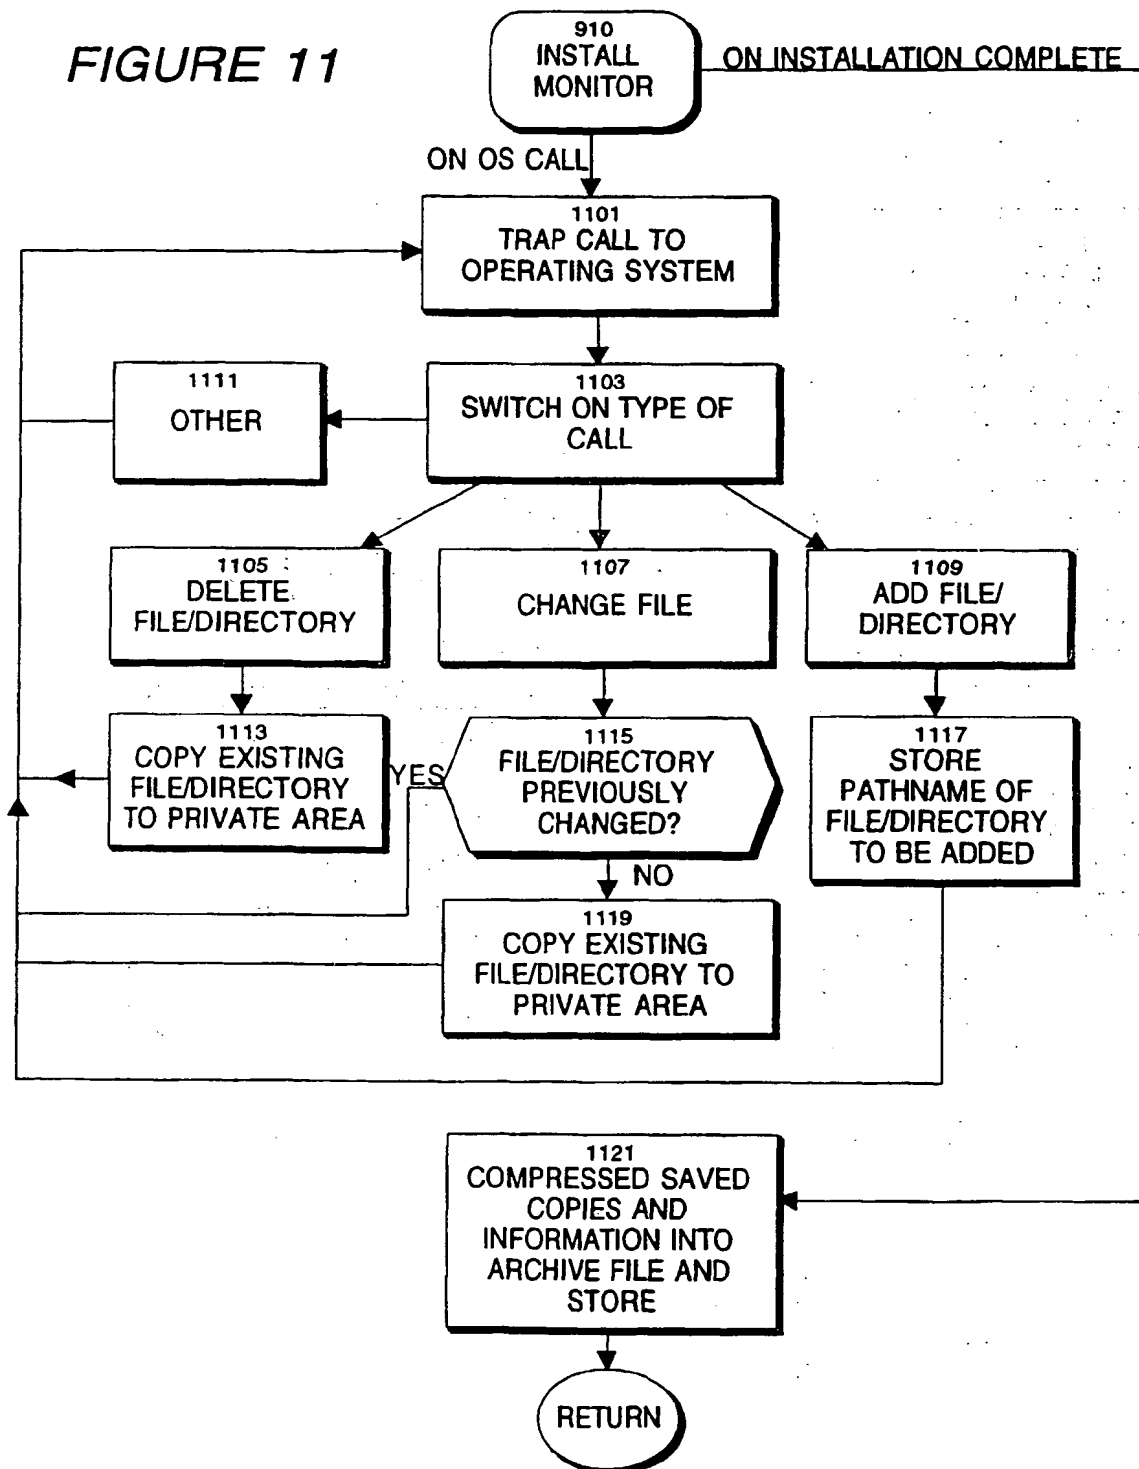 FIGURE 11
910
INSTALL
MONITOR
ON INSTALLATION COMPLETE
ON OS CALL
1101
TRAP CALL TO
OPERATING SYSTEM
1111
OTHER
1103
SWITCH ON TYPE OF
CALL
1105
DELETE
FILE/DIRECTORY
1107
CHANGE FILE
1109
ADD FILE/
DIRECTORY
1113
COPY EXISTING
FILE/DIRECTORY
TO PRIVATE AREA
YES
1115
FILE/DIRECTORY
PREVIOUSLY
CHANGED?
1117
STORE
PATHNAME OF
FILE/DIRECTORY
TO BE ADDED
NO
1119
COPY EXISTING
FILE/DIRECTORY TO
PRIVATE AREA
1121
COMPRESSED SAVED
COPIES AND
INFORMATION INTO
ARCHIVE FILE AND
STORE
RETURN